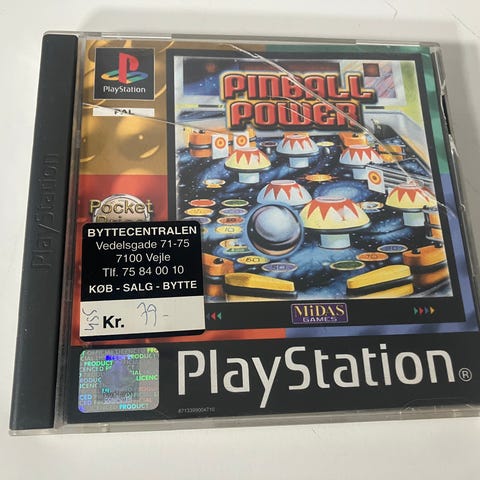 PlayStation
PlayStation
PAL
PINBALL
POWER
Pocket
BYTTECENTRALEN
Vedelsgade 71-75
7100 Vejle
Tlf. 75 84 00 10
KØB - SALG - BYTTE
Kr. 79-
MiDAS
GAMES
PlayStation®